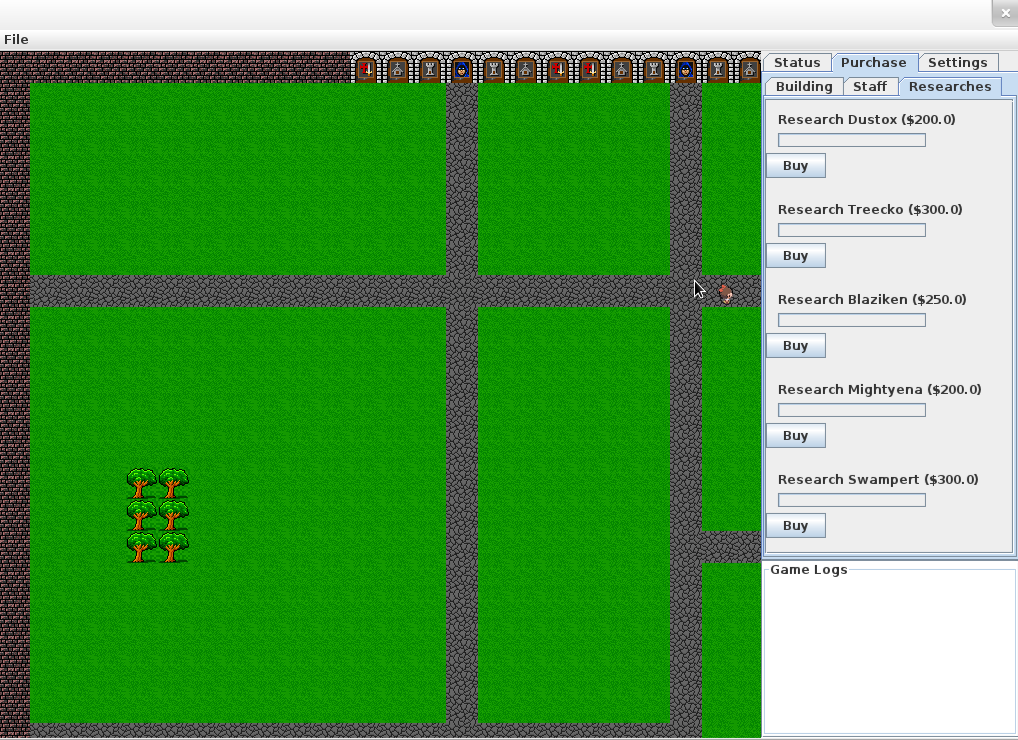 File
Status Purchase Settings
Building Staff Researches
Research Dustox ($200.0)
Buy
Research Treecko ($300.0)
Buy
Research Blaziken ($250.0)
Buy
Research Mightyena ($200.0)
Buy
Research Swampert ($300.0)
Buy
Game Logs